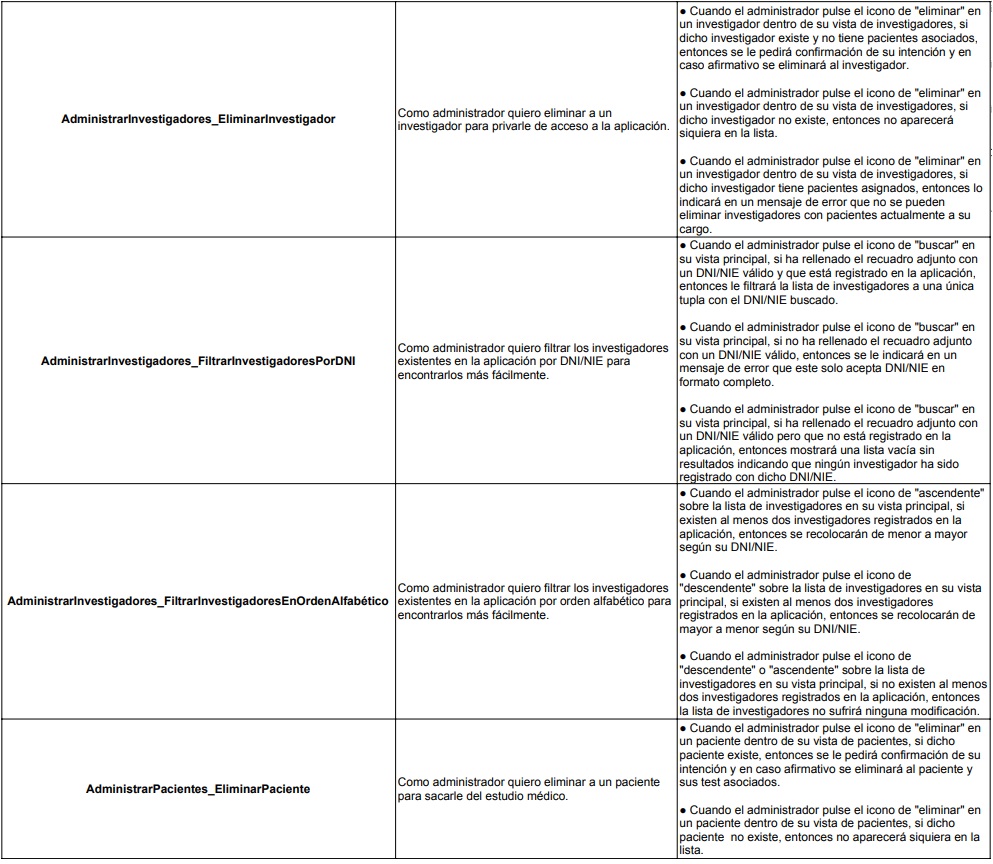 AdministrarInvestigadores_EliminarInvestigador
Como administrador quiero eliminar a un
investigador para privarle de acceso a la aplicación.
● Cuando el administrador pulse el icono de "eliminar" en
un investigador dentro de su vista de investigadores, si
dicho investigador existe y no tiene pacientes asociados,
entonces se le pedirá confirmación de su intención y en
caso afirmativo se eliminará al investigador.
● Cuando el administrador pulse el icono de "eliminar" en
un investigador dentro de su vista de investigadores, si
dicho investigador no existe, entonces no aparecerá
siquiera en la lista.
● Cuando el administrador pulse el icono de "eliminar" en
un investigador dentro de su vista de investigadores, si
dicho investigador tiene pacientes asignados, entonces lo
indicará en un mensaje de error que no se pueden
eliminar investigadores con pacientes actualmente a su
cargo.
AdministrarInvestigadores_FiltrarInvestigadoresPorDNI
Como administrador quiero filtrar los investigadores
existentes en la aplicación por DNI/NIE para
encontrarlos más fácilmente.
● Cuando el administrador pulse el icono de "buscar" en
su vista principal, si ha rellenado el recuadro adjunto con
un DNI/NIE válido y que está registrado en la aplicación,
entonces le filtrará la lista de investigadores a una única
tupla con el DNI/NIE buscado.
● Cuando el administrador pulse el icono de "buscar" en
su vista principal, si no ha rellenado el recuadro adjunto
con un DNI/NIE válido, entonces se le indicará en un
mensaje de error que este solo acepta DNI/NIE en
formato completo.
● Cuando el administrador pulse el icono de "buscar" en
su vista principal, si ha rellenado el recuadro adjunto con
un DNI/NIE válido pero que no está registrado en la
aplicación, entonces mostrará una lista vacía sin
resultados indicando que ningún investigador ha sido
registrado con dicho DNI/NIE.
AdministrarInvestigadores_FiltrarInvestigadoresEnOrdenAlfabético
Como administrador quiero filtrar los investigadores
existentes en la aplicación por orden alfabético para
encontrarlos más fácilmente.
● Cuando el administrador pulse el icono de "ascendente"
sobre la lista de investigadores en su vista principal, si
existen al menos dos investigadores registrados en la
aplicación, entonces se recolocarán de menor a mayor
según su DNI/NIE.
● Cuando el administrador pulse el icono de
"descendente" sobre la lista de investigadores en su vista
principal, si existen al menos dos investigadores
registrados en la aplicación, entonces se recolocarán de
mayor a menor según su DNI/NIE.
● Cuando el administrador pulse el icono de
"descendente" o "ascendente" sobre la lista de
investigadores en su vista principal, si no existen al menos
dos investigadores registrados en la aplicación, entonces
la lista de investigadores no sufrirá ninguna modificación.
AdministrarPacientes_EliminarPaciente
Como administrador quiero eliminar a un paciente
para sacarle del estudio médico.
● Cuando el administrador pulse el icono de "eliminar" en
un paciente dentro de su vista de pacientes, si dicho
paciente existe, entonces se le pedirá confirmación de su
intención y en caso afirmativo se eliminará al paciente y
sus test asociados.
● Cuando el administrador pulse el icono de "eliminar" en
un paciente dentro de su vista de pacientes, si dicho
paciente no existe, entonces no aparecerá siquiera en la
lista.